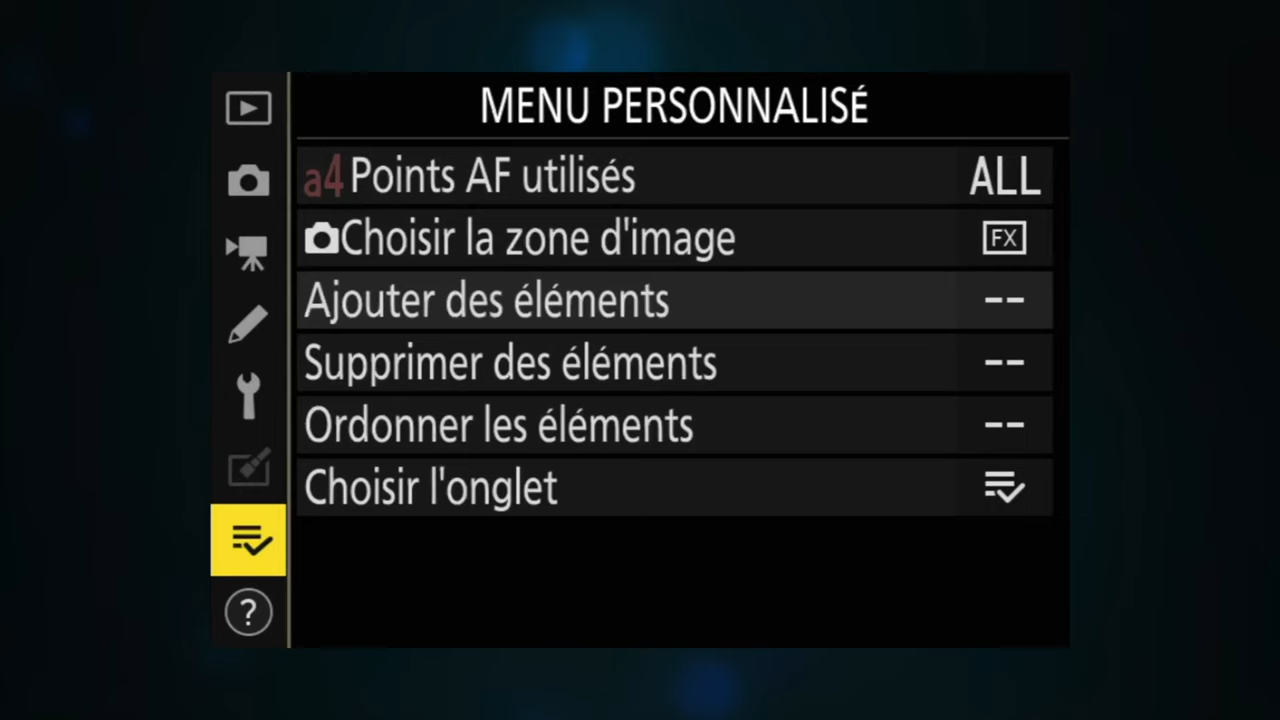 MENU PERSONNALISÉ
a4 Points AF utilisés ALL
Choisir la zone d'image FX
Ajouter des éléments --
Supprimer des éléments --
Ordonner les éléments --
Choisir l'onglet
?